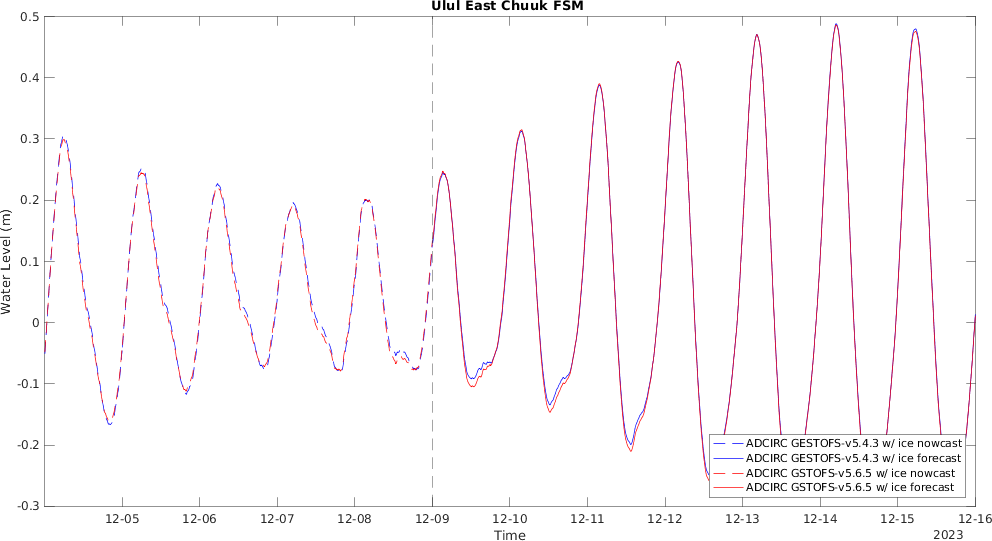 Ulul East Chuuk FSM
0.5
0.4
0.3
0.2
0.1
0
-0.1
-0.2
-0.3
Water Level (m)
ADCIRC GESTOFS-v5.4.3 w/ ice nowcast
ADCIRC GESTOFS-v5.4.3 w/ ice forecast
ADCIRC GSTOFS-v5.6.5 w/ ice nowcast
ADCIRC GSTOFS-v5.6.5 w/ ice forecast
12-05 12-06 12-07 12-08 12-09 12-10 12-11 12-12 12-13 12-14 12-15 12-16
Time
2023